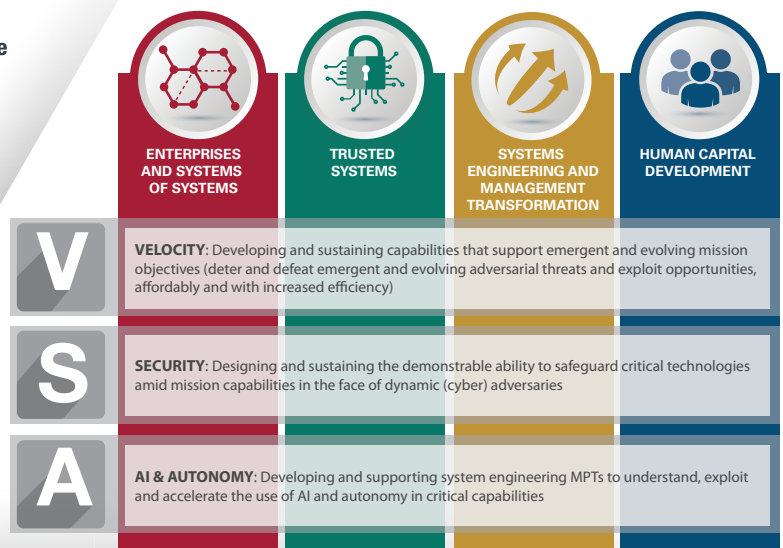 e
ENTERPRISES
AND SYSTEMS
OF SYSTEMS
TRUSTED
SYSTEMS
SYSTEMS
ENGINEERING AND
MANAGEMENT
TRANSFORMATION
HUMAN CAPITAL
DEVELOPMENT
V
VELOCITY: Developing and sustaining capabilities that support emergent and evolving mission
objectives (deter and defeat emergent and evolving adversarial threats and exploit opportunities,
affordably and with increased efficiency)
S
SECURITY: Designing and sustaining the demonstrable ability to safeguard critical technologies
amid mission capabilities in the face of dynamic (cyber) adversaries
A
AI & AUTONOMY: Developing and supporting system engineering MPTs to understand, exploit
and accelerate the use of AI and autonomy in critical capabilities